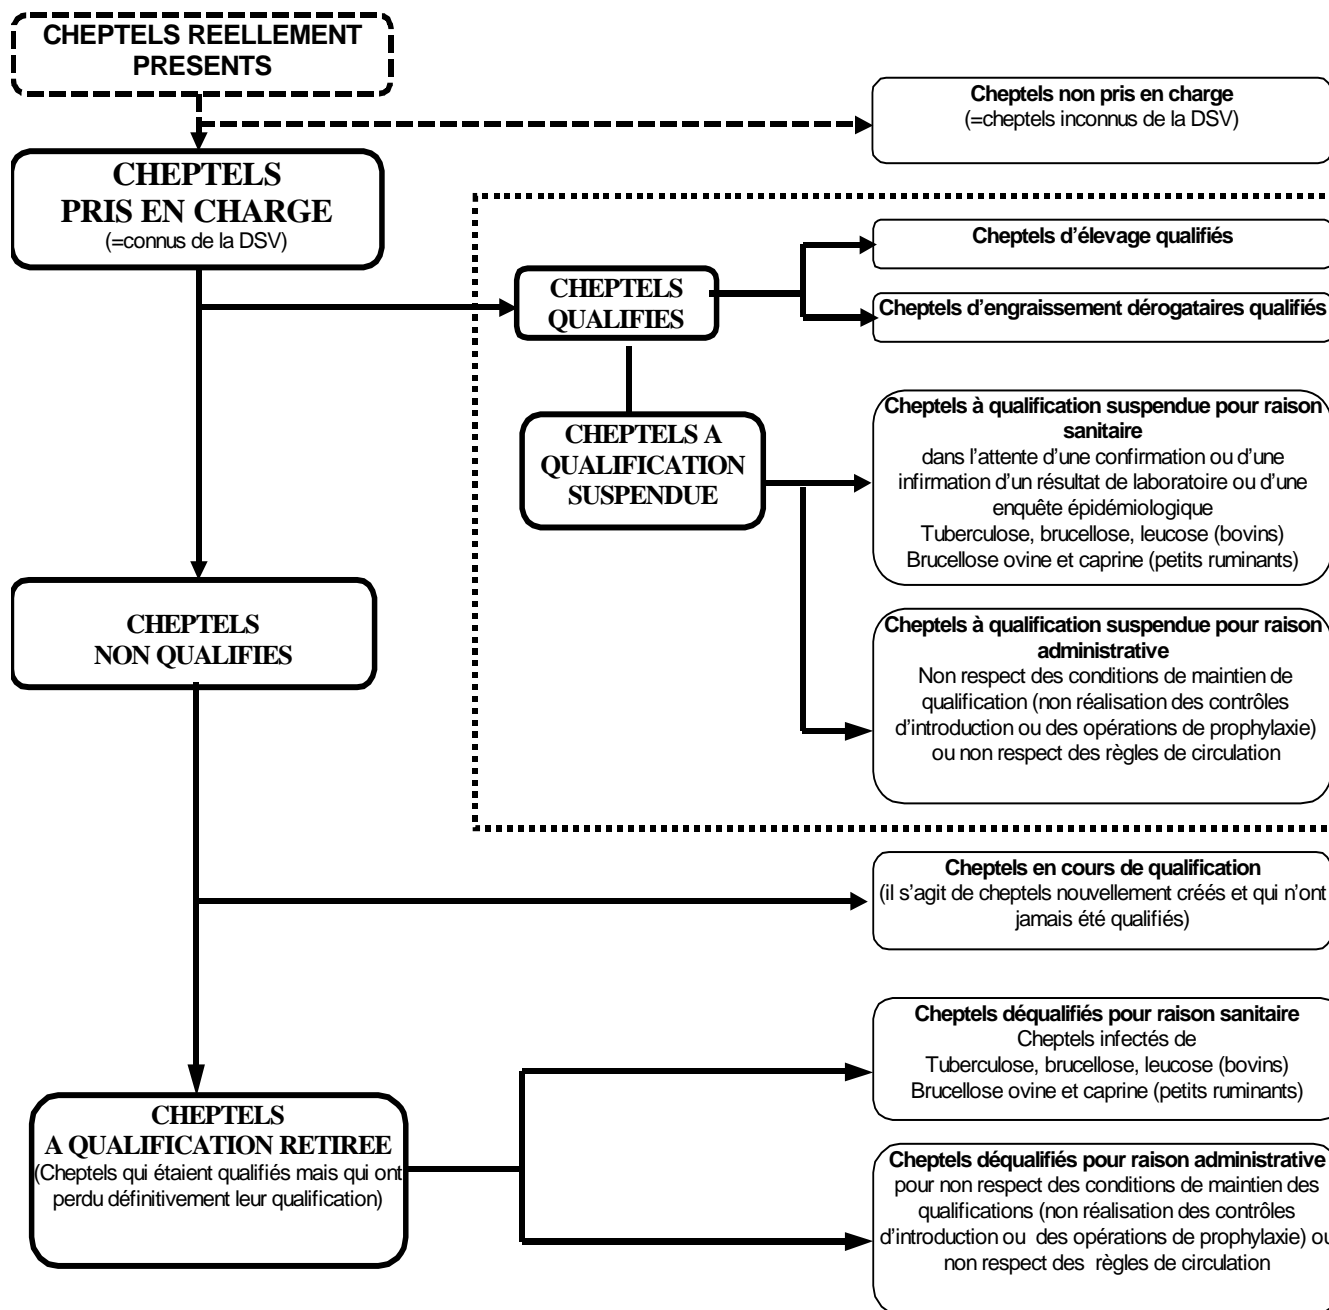 CHEPTELS REELLEMENT
PRESENTS
Cheptels non pris en charge
(=cheptels inconnus de la DSV)
CHEPTELS
PRIS EN CHARGE
(=connus de la DSV)
Cheptels d'élevage qualifiés
CHEPTELS
QUALIFIES
Cheptels d'engraissement dérogataires qualifiés
Cheptels à qualification suspendue pour raison
sanitaire
dans l'attente d'une confirmation ou d'une
infirmation d'un résultat de laboratoire ou d'une
enquête épidémiologique
Tuberculose, brucellose, leucose (bovins)
Brucellose ovine et caprine (petits ruminants)
CHEPTELS A
QUALIFICATION
SUSPENDUE
CHEPTELS
NON QUALIFIES
Cheptels à qualification suspendue pour raison
administrative
Non respect des conditions de maintien de
qualification (non réalisation des contrôles
d'introduction ou des opérations de prophylaxie)
ou non respect des règles de circulation
Cheptels en cours de qualification
(il s'agit de cheptels nouvellement créés et qui n'ont
jamais été qualifiés)
Cheptels déqualifiés pour raison sanitaire
Cheptels infectés de
Tuberculose, brucellose, leucose (bovins)
Brucellose ovine et caprine (petits ruminants)
CHEPTELS
A QUALIFICATION RETIREE
(Cheptels qui étaient qualifiés mais qui ont
perdu définitivement leur qualification)
Cheptels déqualifiés pour raison administrative
pour non respect des conditions de maintien des
qualifications (non réalisation des contrôles
d'introduction ou des opérations de prophylaxie) ou
non respect des règles de circulation